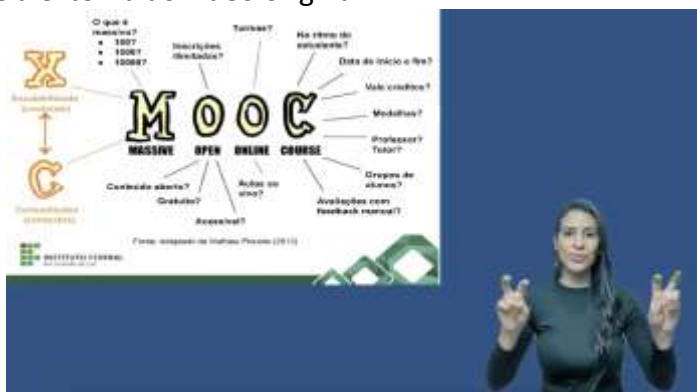 O que é
massivo?
• 100?
• 1000?
• 10000?
Inscrições
ilimitadas?
Turmas?
No ritmo do
estudante?
Data de início e fim?
Vale créditos?
Medalhas?
Professor?
Tutor?
Grupos de
alunos?
Avaliações com
feedback manual?
X
C
MOOC
MASSIVE OPEN ONLINE COURSE
Conteúdo aberto?
Gratuito?
Acessível?
Aulas ao
vivo?
Fonte: Adaptado de Mathieu Plourde (2013)
INSTITUTO FEDERAL